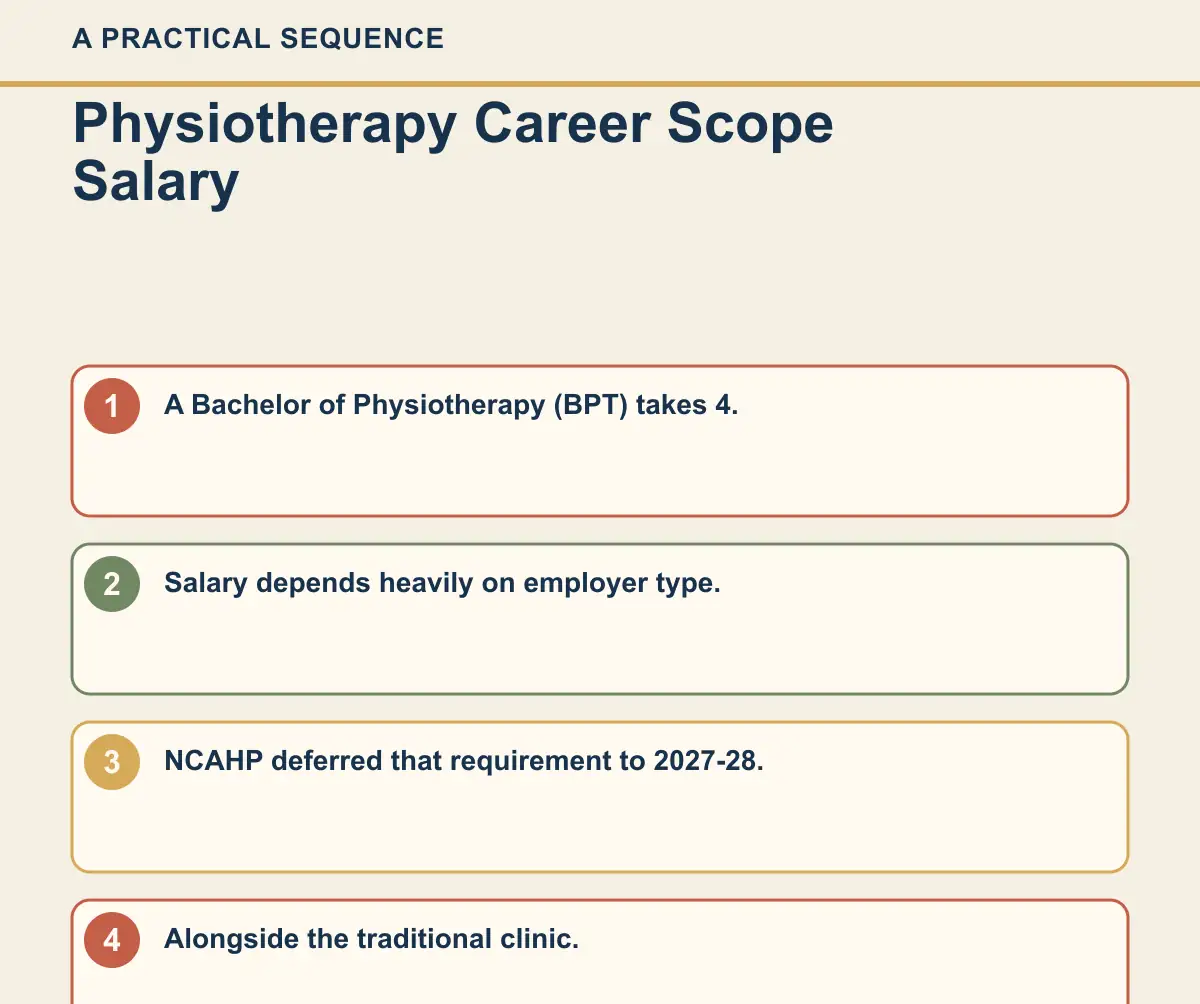 A PRACTICAL SEQUENCE
Physiotherapy Career Scope
Salary
1
A Bachelor of Physiotherapy (BPT) takes 4.
2
Salary depends heavily on employer type.
3
NCAHP deferred that requirement to 2027-28.
4
Alongside the traditional clinic.